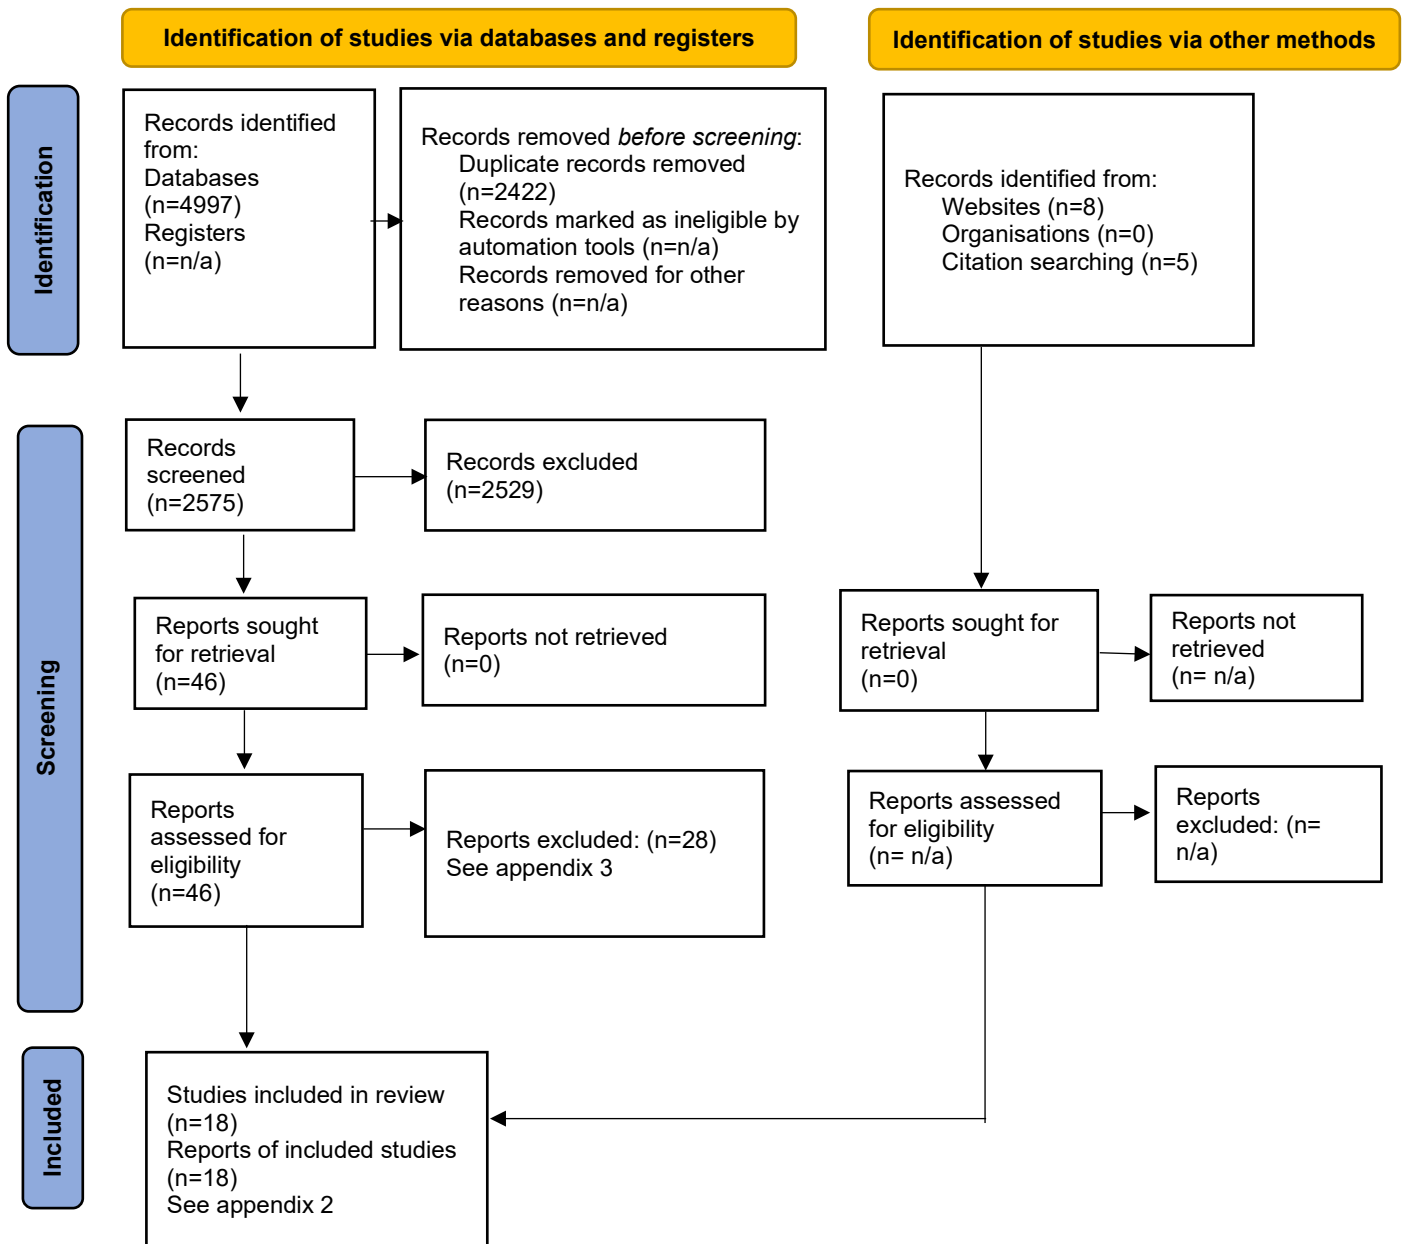 Identification of studies via databases and registers
Identification of studies via other methods
Identification
Records identified
from:
Databases
(n=4997)
Registers
(n=n/a)
Records removed before screening:
Duplicate records removed
(n=2422)
Records marked as ineligible by
automation tools (n=n/a)
Records removed for other
reasons (n=n/a)
Records identified from:
Websites (n=8)
Organisations (n=0)
Citation searching (n=5)
Screening
Records
screened
(n=2575)
Records excluded
(n=2529)
Reports sought
for retrieval
(n=46)
Reports not retrieved
(n=0)
Reports sought for
retrieval
(n=0)
Reports not
retrieved
(n= n/a)
Reports
assessed for
eligibility
(n=46)
Reports excluded: (n=28)
See appendix 3
Reports assessed
for eligibility
(n= n/a)
Reports
excluded: (n=
n/a)
Included
Studies included in review
(n=18)
Reports of included studies
(n=18)
See appendix 2